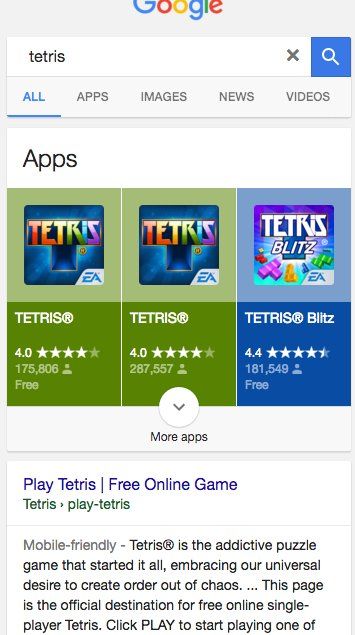 Google
tetris
ALL APPS IMAGES NEWS VIDEOS
Apps
TETRIS EA
TETRIS EA
TETRIS BLITZ EA
TETRIS® TETRIS® TETRIS® Blitz
4.0 4.0 4.4
175,806 287,557 181,549
Free Free
More apps
Play Tetris | Free Online Game
Tetris › play-tetris
Mobile-friendly - Tetris® is the addictive puzzle
game that started it all, embracing our universal
desire to create order out of chaos. ... This page
is the official destination for free online single-
player Tetris. Click PLAY to start playing one of